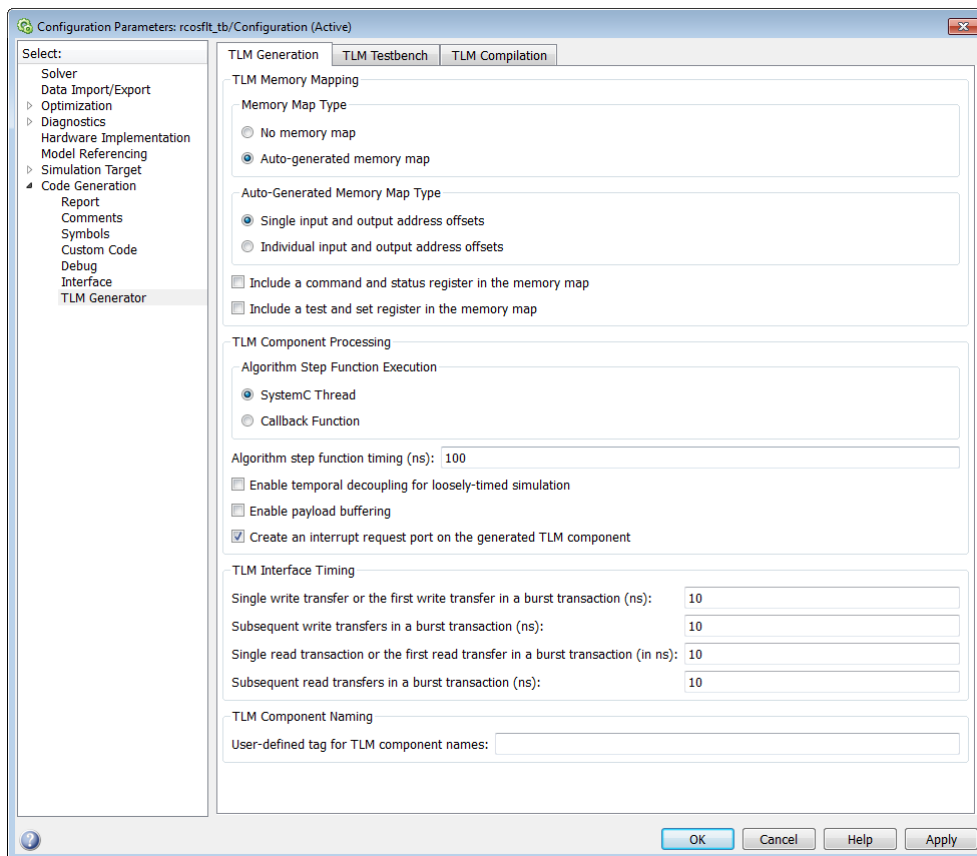 Configuration Parameters: rcosflt_tb/Configuration (Active)
Select:
Solver
Data Import/Export
Optimization
Diagnostics
Hardware Implementation
Model Referencing
Simulation Target
Code Generation
Report
Comments
Symbols
Custom Code
Debug
Interface
TLM Generator
TLM Generation
TLM Testbench
TLM Compilation
TLM Memory Mapping
Memory Map Type
No memory map
Auto-generated memory map
Auto-Generated Memory Map Type
Single input and output address offsets
Individual input and output address offsets
Include a command and status register in the memory map
Include a test and set register in the memory map
TLM Component Processing
Algorithm Step Function Execution
SystemC Thread
Callback Function
Algorithm step function timing (ns): 100
Enable temporal decoupling for loosely-timed simulation
Enable payload buffering
Create an interrupt request port on the generated TLM component
TLM Interface Timing
Single write transfer or the first write transfer in a burst transaction (ns): 10
Subsequent write transfers in a burst transaction (ns): 10
Single read transaction or the first read transfer in a burst transaction (in ns): 10
Subsequent read transfers in a burst transaction (ns): 10
TLM Component Naming
User-defined tag for TLM component names:
OK
Cancel
Help
Apply